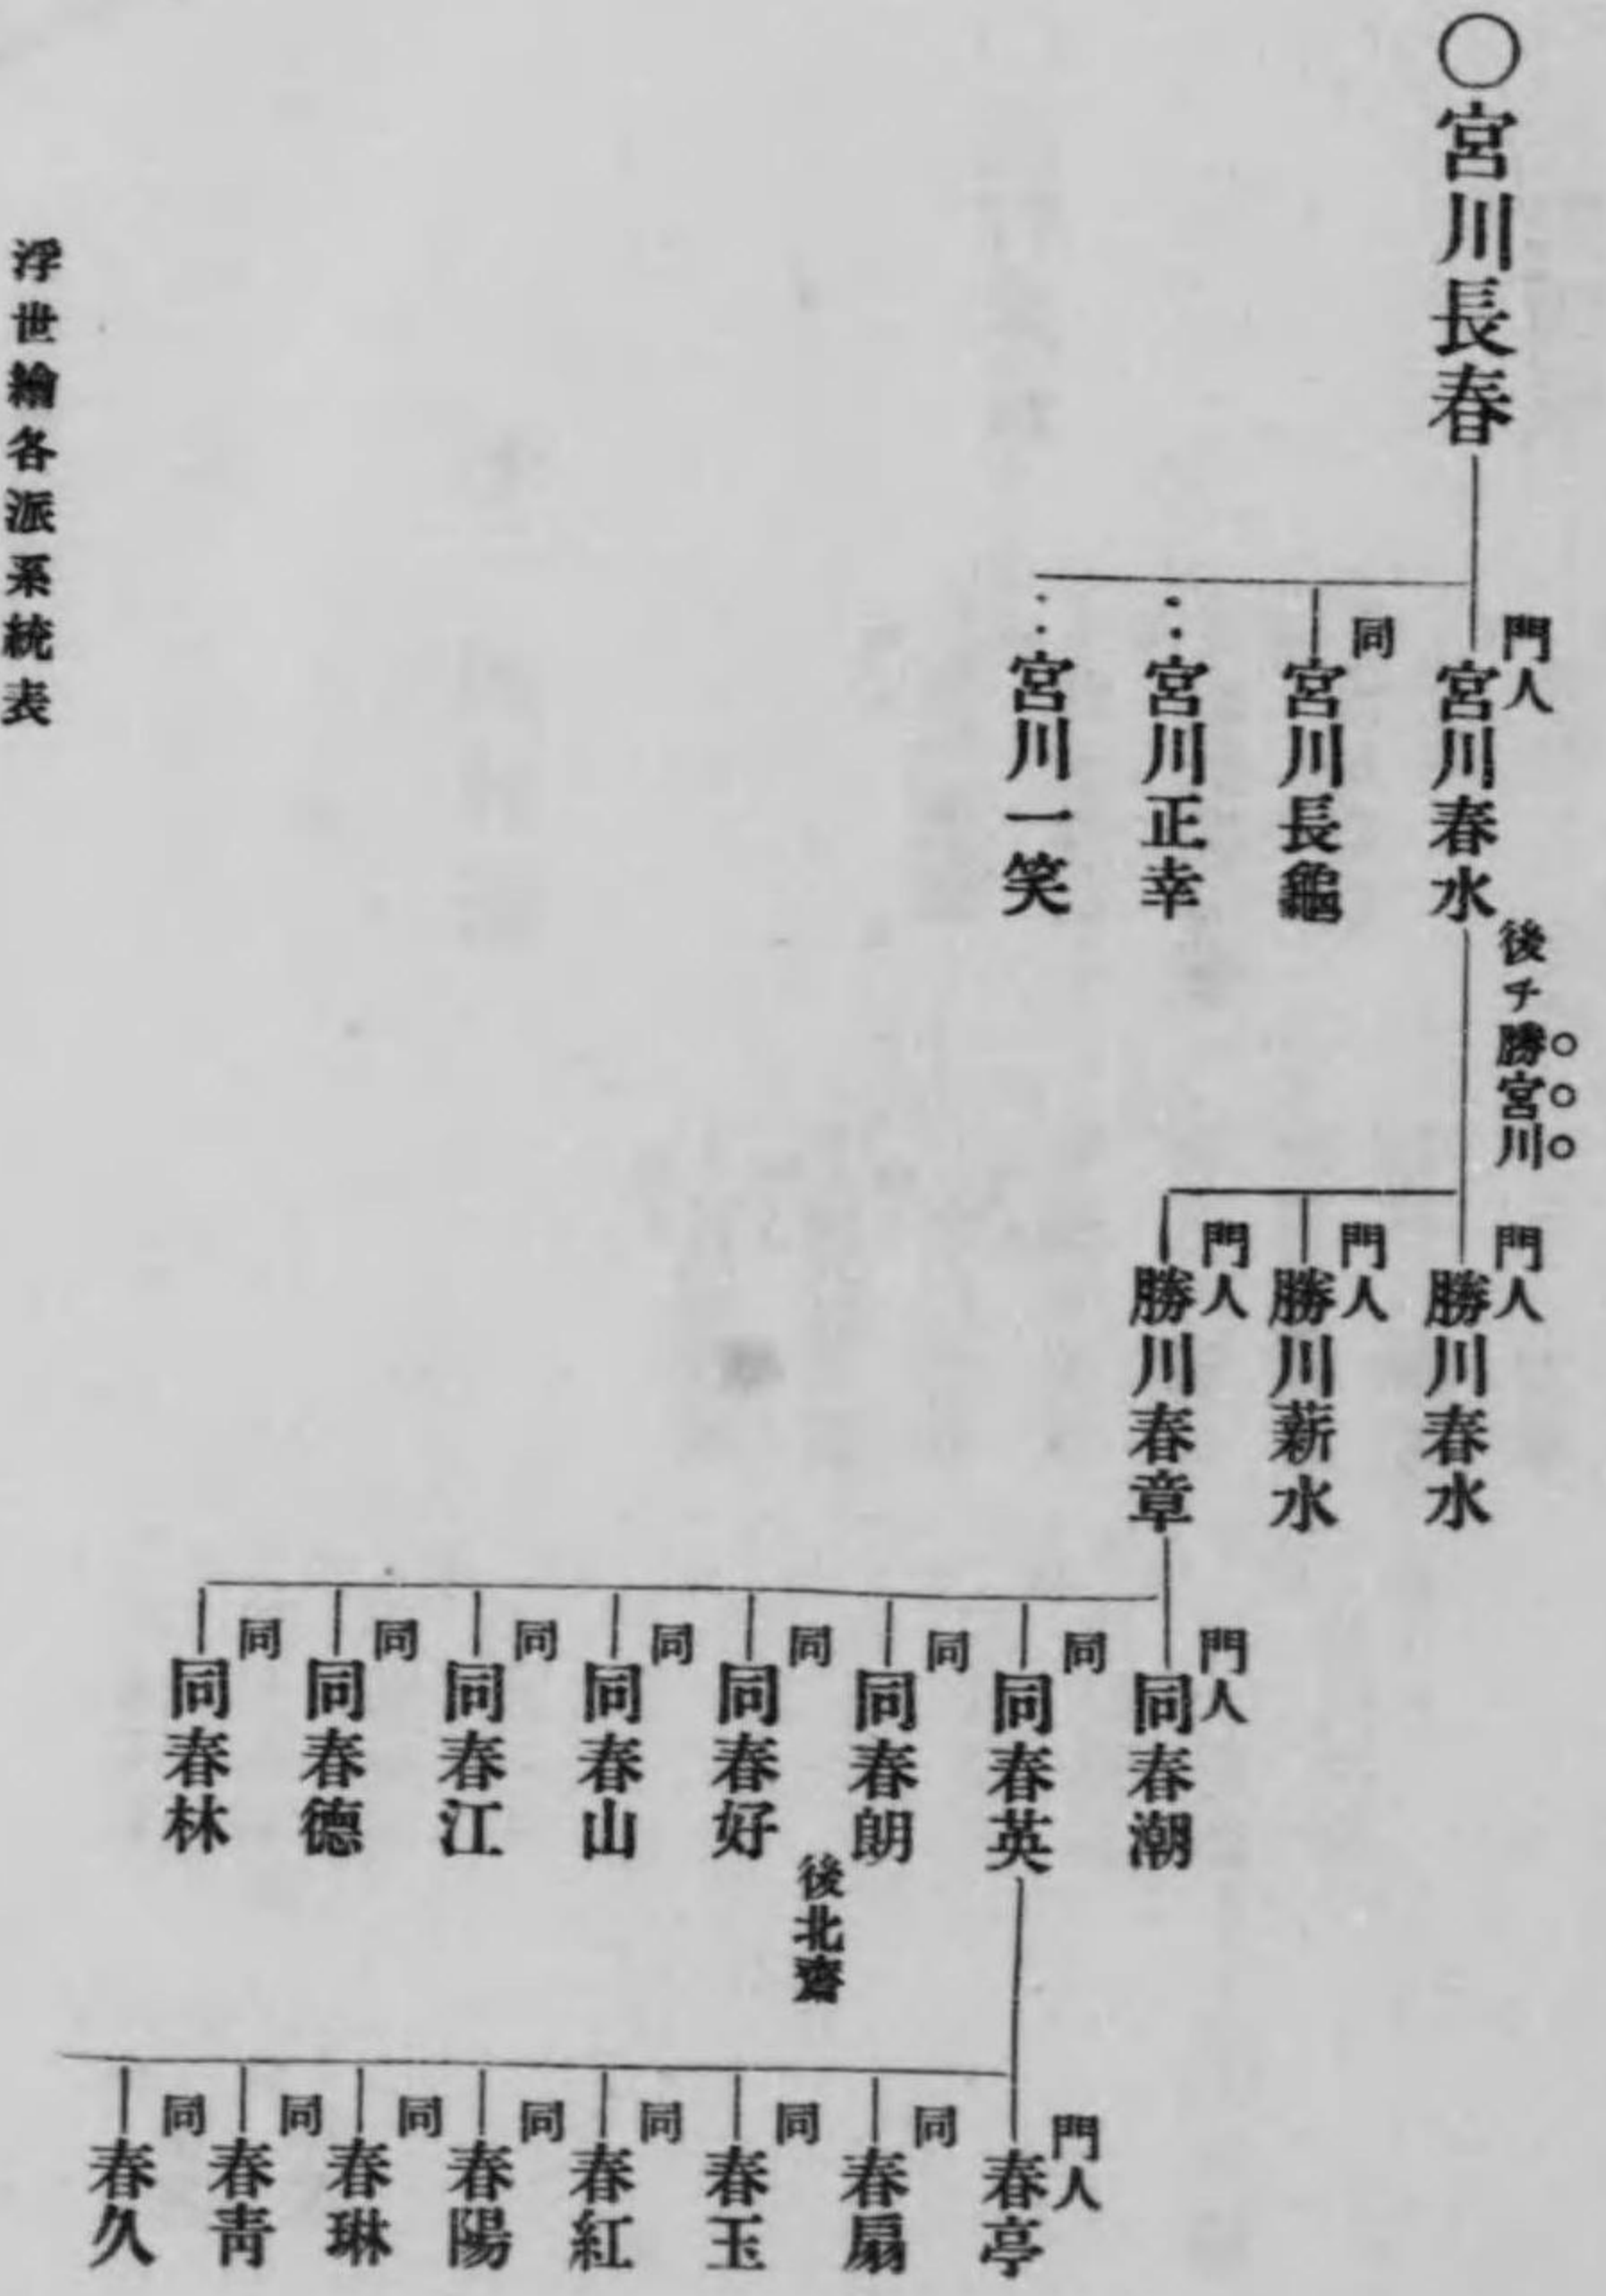 ○宮川長春
門人
宮川春水
後チ勝宮川
同
宮川長龜
宮川正幸
宮川一笑
門人
勝川春水
門人
勝川薪水
門人
勝川春章
門人
同春潮
同
同春英
同
同春朗
後北齋
同
同春好
同
同春山
同
同春江
同
同春德
同
同春林
門人
春亭
同
春扇
同
春玉
同
春紅
同
春陽
同
春琳
同
春靑
同
春久
浮世繪各派系統表